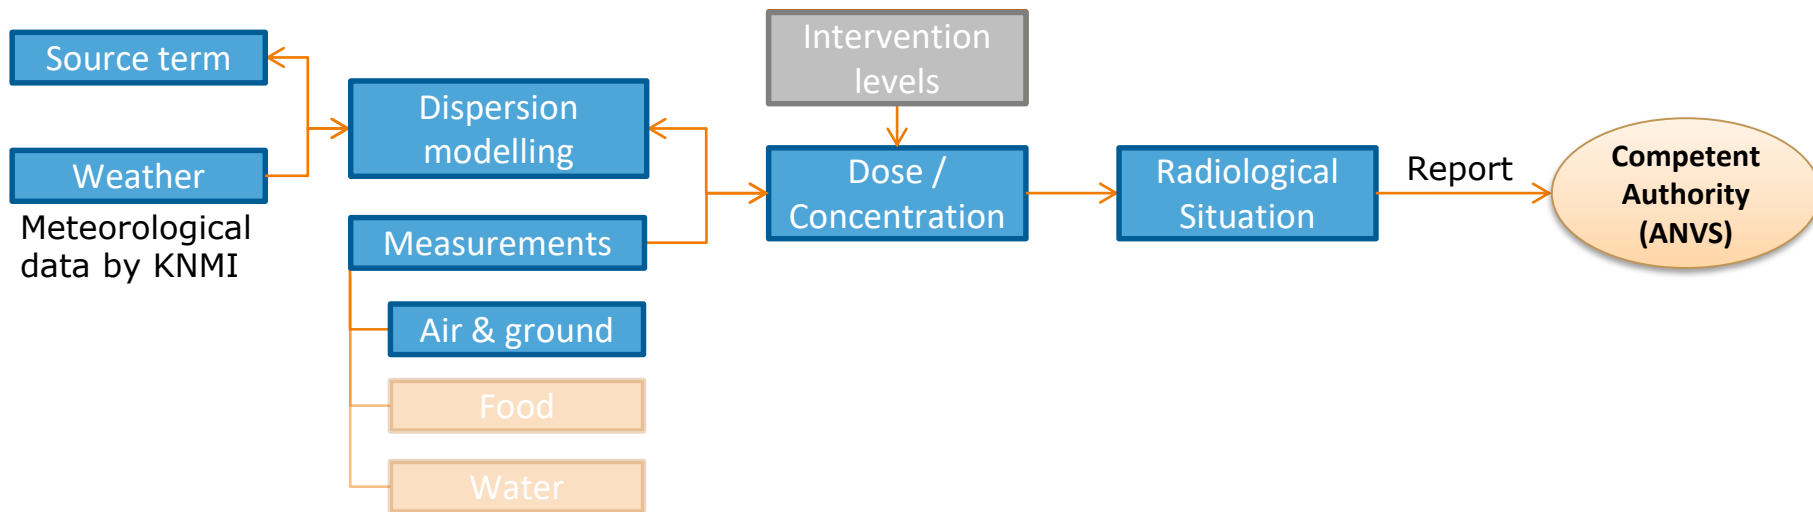 Source term
Weather
Meteorological
data by KNMI
Dispersion
modelling
Measurements
Air & ground
Food
Water
Intervention
levels
Dose /
Concentration
Radiological
Situation
Report
Competent
Authority
(ANVS)